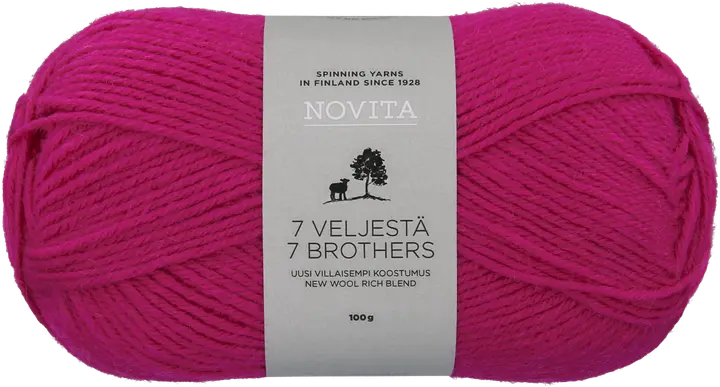 SPINNING YARNS
IN FINLAND SINCE 1928
NOVITA
7 VELJESTÄ
7 BROTHERS
UUSI VILLAISEMPI KOOSTUMUS
NEW WOOL RICH BLEND
100g